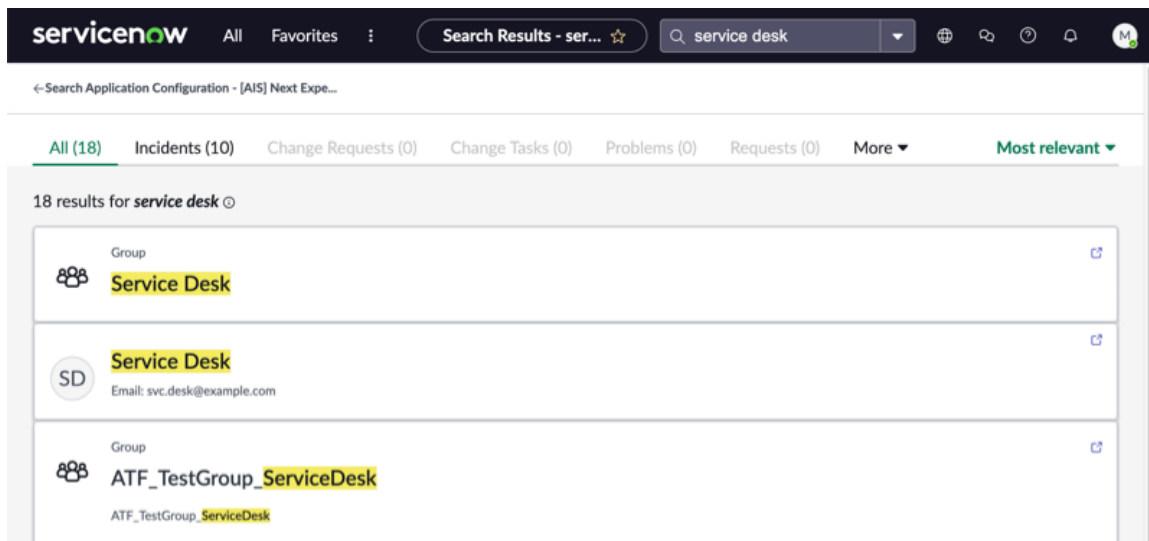 servicenow All Favorites Search Results - ser... service desk M
←Search Application Configuration - [AIS] Next Expe...
All (18) Incidents (10) Change Requests (0) Change Tasks (0) Problems (0) Requests (0) More Most relevant
18 results for service desk
Group
Service Desk
Service Desk
SD
Email: svc.desk@example.com
Group
ATF_TestGroup_ServiceDesk
ATF_TestGroup_ServiceDesk